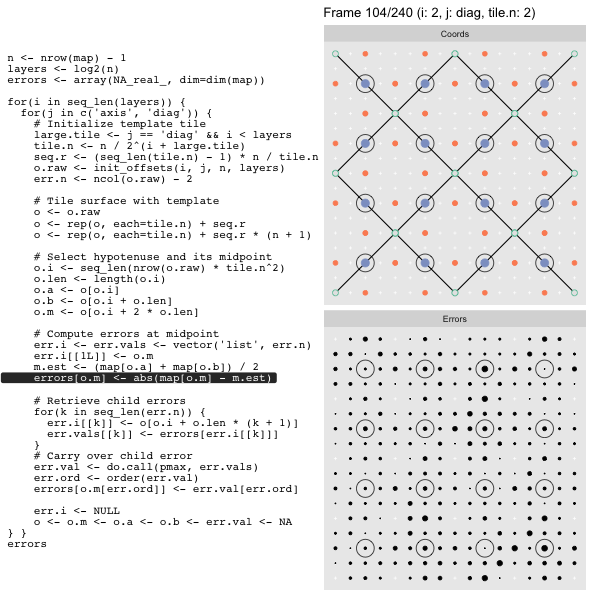 Frame 104/240 (i: 2, j: diag, tile.n: 2)
n <- nrow(map) - 1
layers <- log2(n)
errors <- array(NA_real_, dim=dim(map))
for(i in seq_len(layers)) {
for(j in c('axis', 'diag')) {
# Initialize template tile
large.tile <- j == 'diag' && i < layers
tile.n <- n / 2^(i + large.tile)
seq.r <- (seq_len(tile.n) - 1) * n / tile.n
o.raw <- init_offsets(i, j, n, layers)
err.n <- ncol(o.raw) - 2
# Tile surface with template
o <- o.raw
o <- rep(o, each=tile.n) + seq.r
o <- rep(o, each=tile.n) + seq.r * (n + 1)
# Select hypotenuse and its midpoint
o.i <- seq_len(nrow(o.raw) * tile.n^2)
o.len <- length(o.i)
o.a <- o[o.i]
o.b <- o[o.i + o.len]
o.m <- o[o.i + 2 * o.len]
# Compute errors at midpoint
err.i <- err.vals <- vector('list', err.n)
err.i[[1L]] <- o.m
m.est <- (map[o.a] + map[o.b]) / 2
errors[o.m] <- abs(map[o.m] - m.est)
# Retrieve child errors
for(k in seq_len(err.n)) {
err.i[[k]] <- o[o.i + o.len * (k + 1)]
err.vals[[k]] <- errors[err.i[[k]]]
}
# Carry over child error
err.val <- do.call(pmax, err.vals)
err.ord <- order(err.val)
errors[o.m[err.ord]] <- err.val[err.ord]
err.i <- NULL
o <- o.m <- o.a <- o.b <- err.val <- NA
} }
errors
Coords
Errors